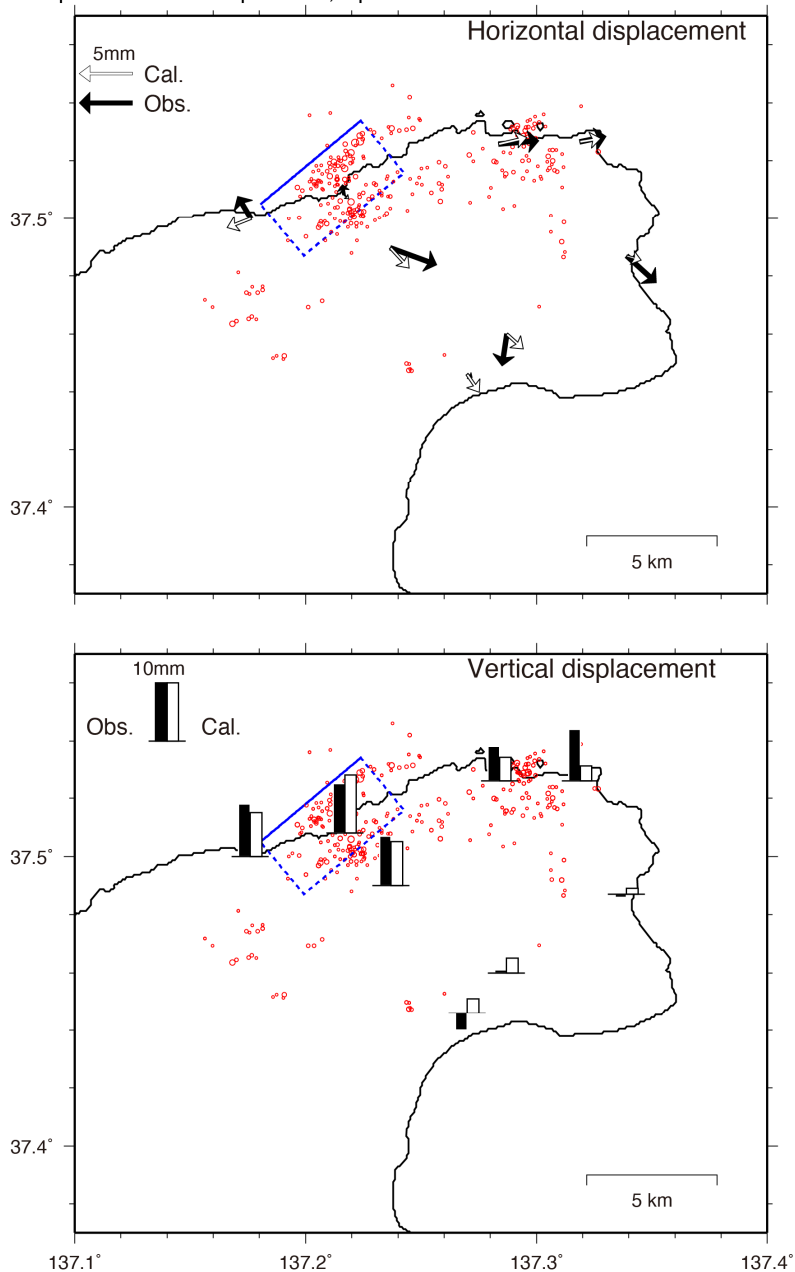 Horizontal displacement
5mm
Cal.
Obs.
37.5°
37.4°
5 km
Vertical displacement
10mm
Obs. Cal.
37.5°
37.4°
5 km
137.1° 137.2° 137.3° 137.4°